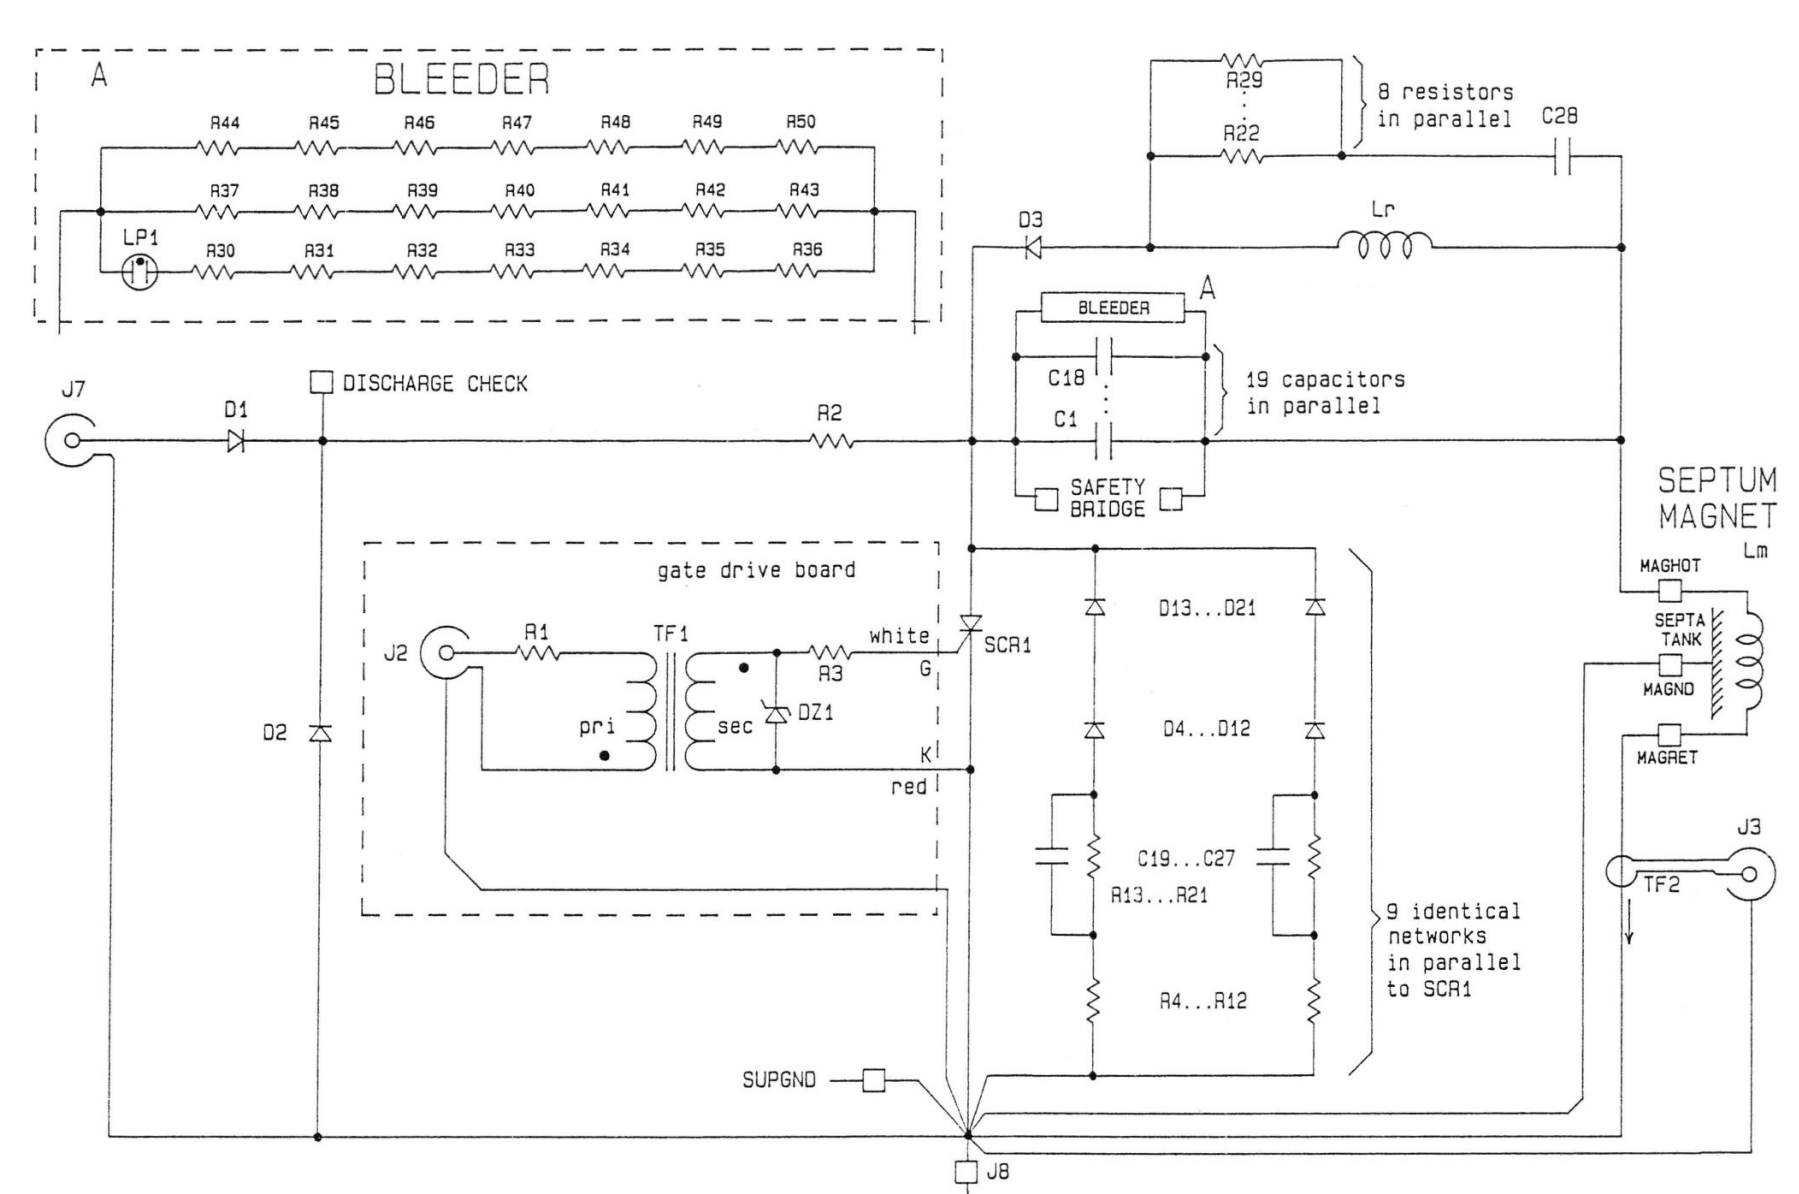 A
BLEEDER
R44 R45 R46 R47 R48 R49 R50
R37 R38 R39 R40 R41 R42 R43
LP1
R30 R31 R32 R33 R34 R35 R36
R29
R22
8 resistors
in parallel
C28
D3
Lr
A
BLEEDER
C18
C1
19 capacitors
in parallel
SAFETY
BRIDGE
J7
D1
DISCHARGE CHECK
R2
SEPTUM
MAGNET
Lm
MAGHOT
SEPTA
TANK
MAGND
MAGRET
gate drive board
J2
R1
TF1
pri
sec
DZ1
R3
white
G
K
red
SCR1
D2
D13...D21
D4...D12
C19...C27
R13...R21
R4...R12
9 identical
networks
in parallel
to SCR1
J3
TF2
SUPGND
J8